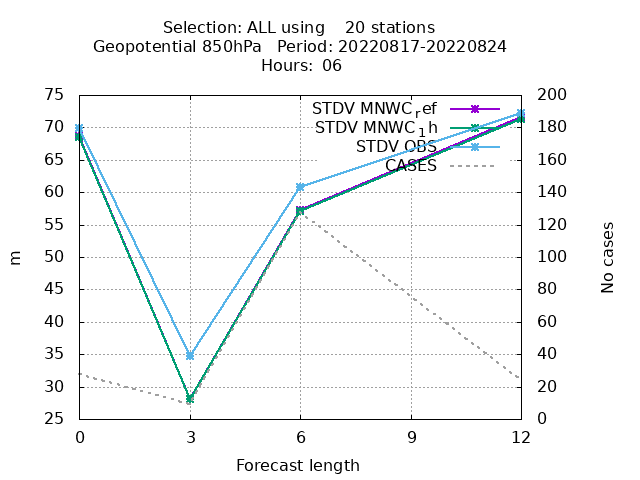 Selection: ALL using    20 stations
Geopotential 850hPa   Period: 20220817-20220824
Hours: 06
75 200
STDV MNWC_ref
70 STDV MNWC_1h 180
STDV OBS
65 CASES 160
60 140
55 120
50 100
m No cases
45 80
40 60
35 40
30 20
25 0
0 3 6 9 12
Forecast length